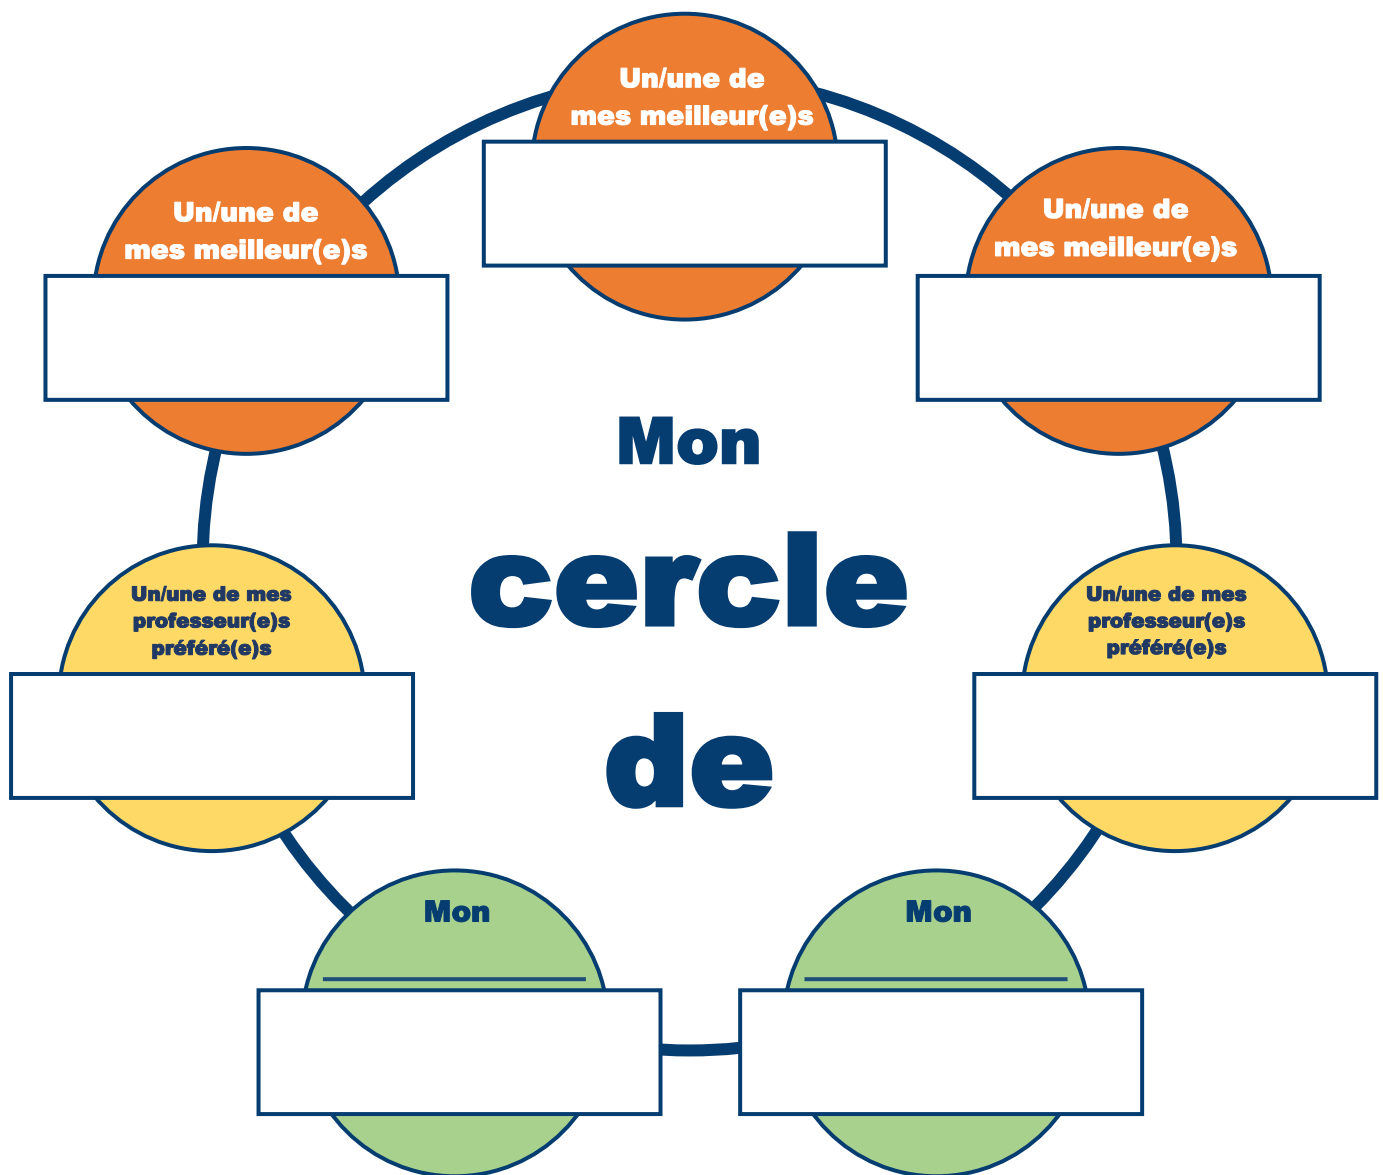 Un/une de
mes meilleur(e)s
Un/une de
mes meilleur(e)s
Un/une de
mes meilleur(e)s
Mon
cercle
de
Un/une de mes
professeur(e)s
préféré(e)s
Un/une de mes
professeur(e)s
préféré(e)s
Mon
Mon